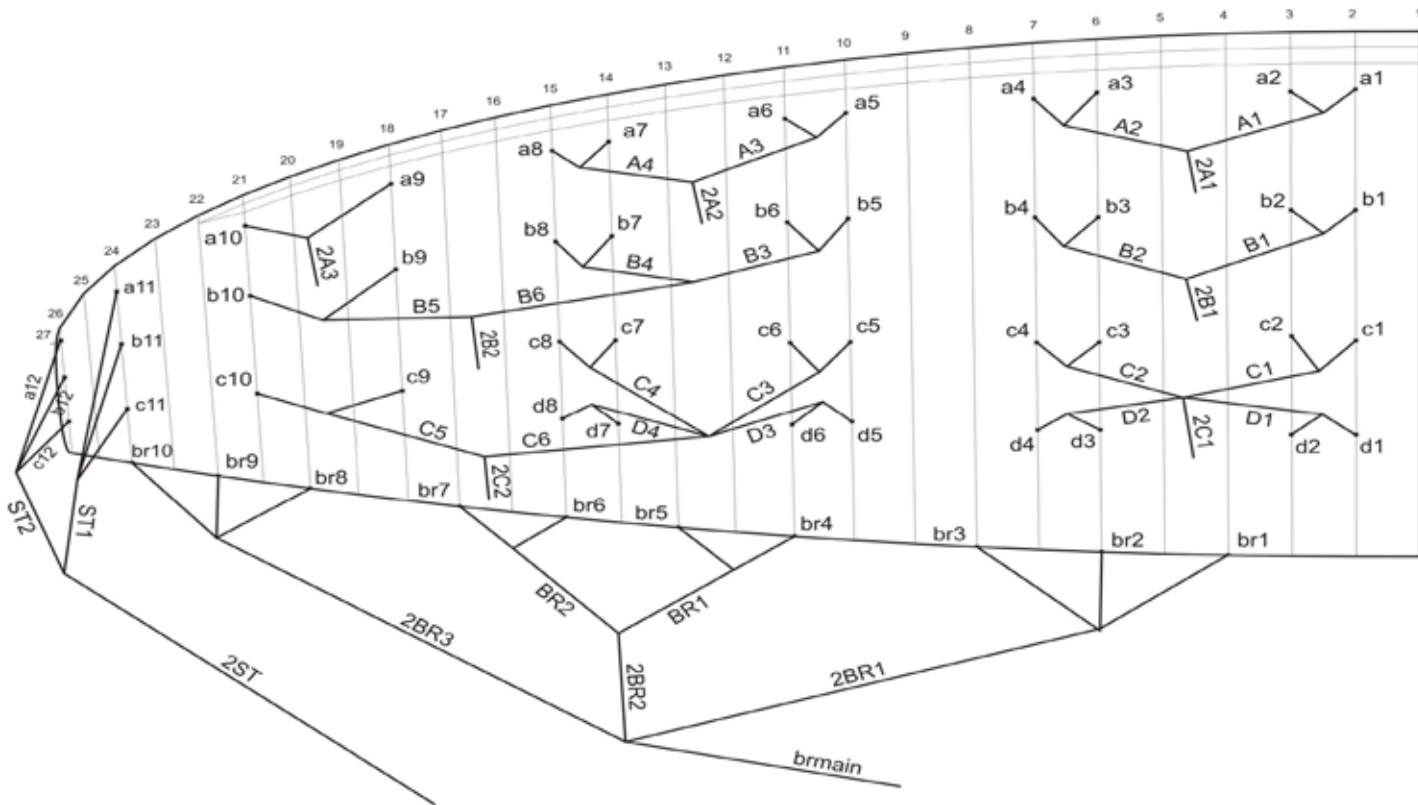 1
2
3
4
5
6
7
8
9
10
11
12
13
14
15
16
17
18
19
20
21
22
23
24
25
26
27
a4 a3 a2 a1
A2 A1
2A1
a8 a7 a6 a5
A4 A3
2A2
a10 a9
2A3
a11
a12
b4 b3 b2 b1
B2 B1
2B1
b8 b7 b6 b5
B4 B3
b10 b9
B5 B6
2B2
b11
b12
c4 c3 c2 c1
C2 C1
c8 c7 c6 c5
C4 C3
c10 c9
C5 C6
c11
c12
d4 d3 D2 2C1 D1 d2 d1
d8 d7 D4 D3 d6 d5
2C2
br10 br9 br8 br7 br6 br5 br4 br3 br2 br1
ST2 ST1
BR2 BR1
2BR3 2BR2 2BR1
2ST
brmain